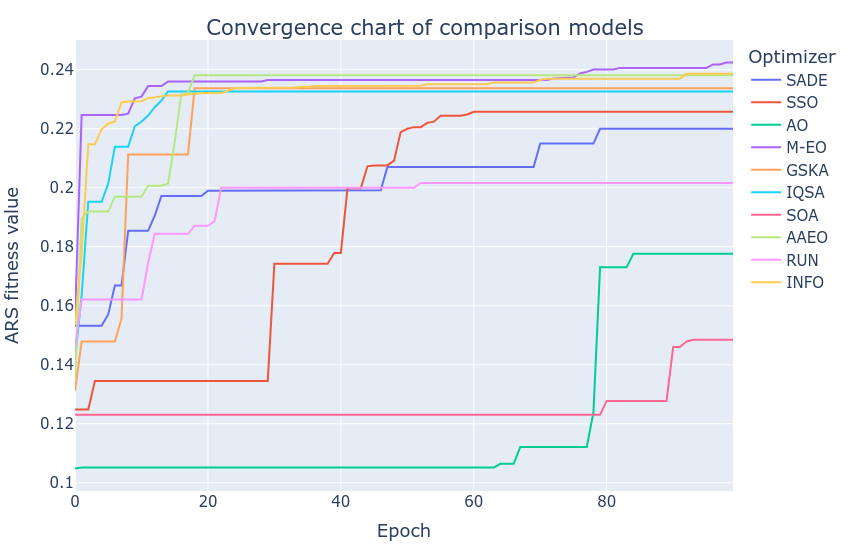 Convergence chart of comparison models
Optimizer
SADE
SSO
AO
M-EO
GSKA
IQSA
SOA
AAEO
RUN
INFO
ARS fitness value
0.24
0.22
0.2
0.18
0.16
0.14
0.12
0.1
0
20
40
60
80
Epoch